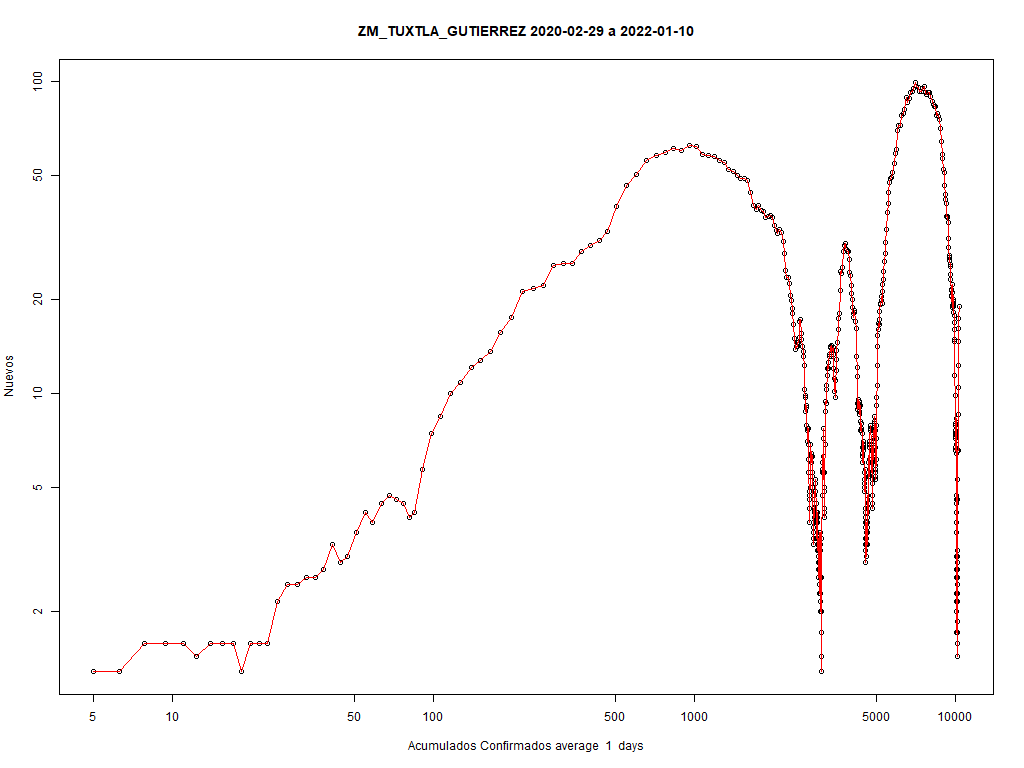 ZM_TUXTLA_GUTIERREZ 2020-02-29 a 2022-01-10
100
50
20
10
5
2
Nuevos
5 10 50 100 500 1000 5000 10000
Acumulados Confirmados average 1 days